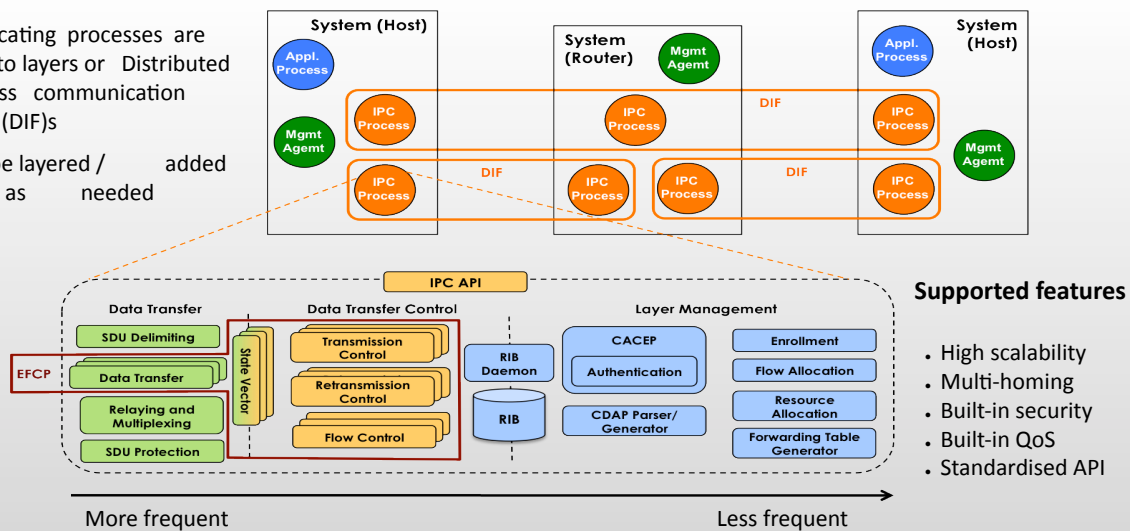 cating processes are
to layers or Distributed
ss communication
(DIF)s
be layered / added
as needed
System (Host)
Appl.
Process
Mgmt
Agemt
IPC
Process
IPC
Process
DIF
System
(Router)
Mgmt
Agemt
IPC
Process
DIF
IPC
Process
IPC
Process
DIF
System
(Host)
Appl.
Process
IPC
Process
Mgmt
Agemt
IPC
Process
IPC API
Data Transfer
SDU Delimiting
EFCP
Data Transfer
Relaying and
Multiplexing
SDU Protection
State Vector
Data Transfer Control
Transmission
Control
Retransmission
Control
Flow Control
Layer Management
RIB
Daemon
RIB
CACEP
Authentication
CDAP Parser/
Generator
Enrollment
Flow Allocation
Resource
Allocation
Forwarding Table
Generator
More frequent
Less frequent
Supported features
• High scalability
• Multi-homing
• Built-in security
• Built-in QoS
• Standardised API